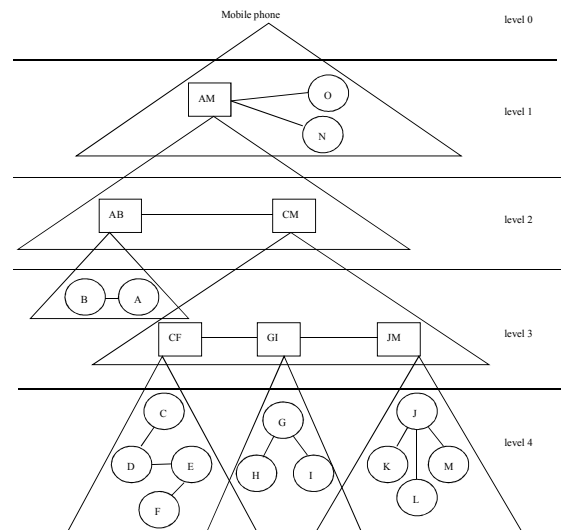 Mobile phone
level 0
AM
O
N
level 1
AB
CM
level 2
B
A
CF
GI
JM
level 3
C
G
J
D
E
H
I
K
M
L
F
level 4